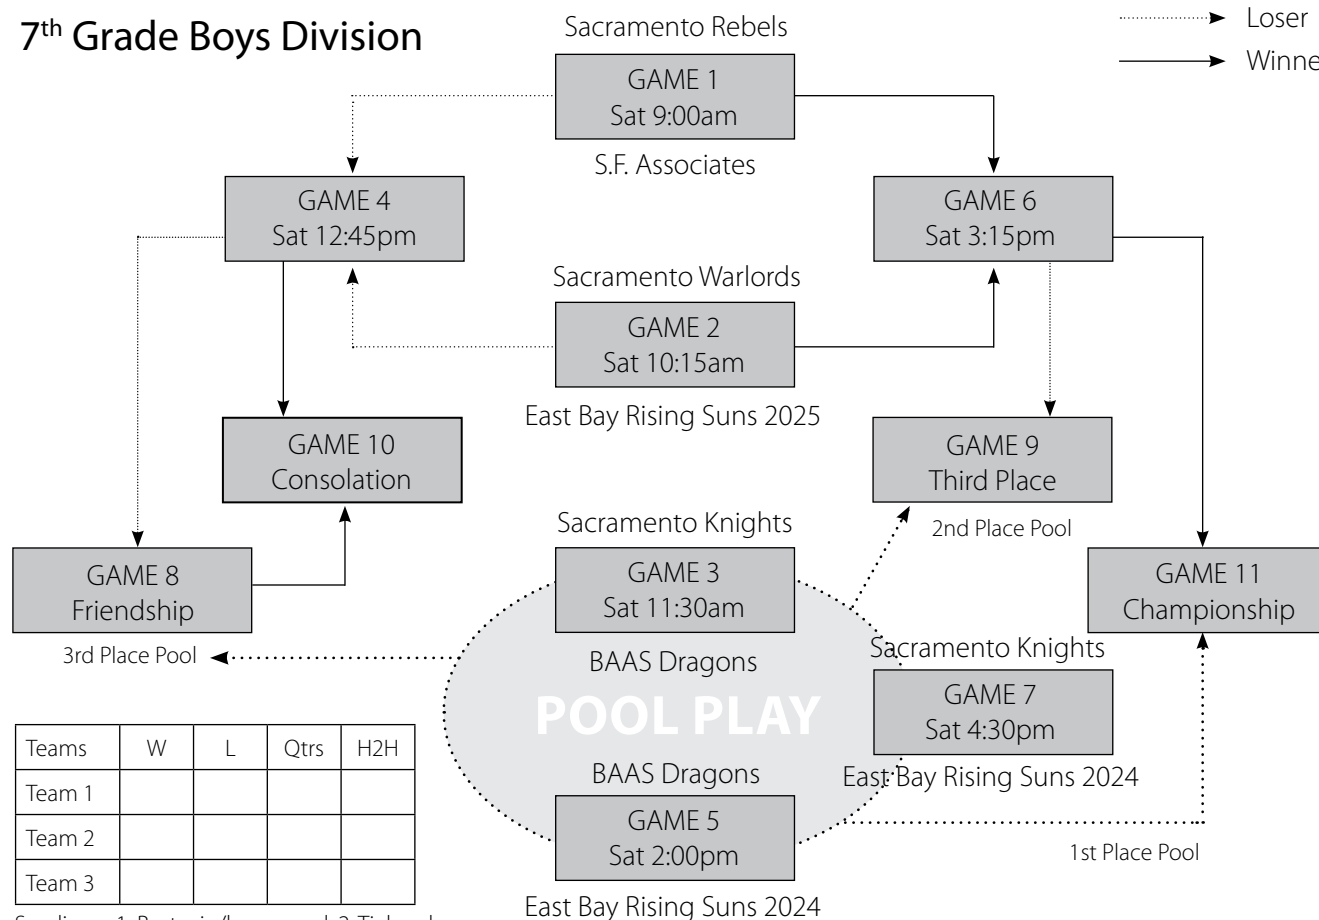 7th Grade Boys Division
Loser
Sacramento Rebels
GAME 1
Sat 9:00am
S.F. Associates
GAME 4
Sat 12:45pm
GAME 6
Sat 3:15pm
Sacramento Warlords
GAME 2
Sat 10:15am
East Bay Rising Suns 2025
GAME 10
Consolation
GAME 9
Third Place
2nd Place Pool
Sacramento Knights
GAME 3
Sat 11:30am
BAAS Dragons
GAME 8
Friendship
3rd Place Pool
GAME 11
Championship
Sacramento Knights
GAME 7
Sat 4:30pm
East Bay Rising Suns 2024
POOL PLAY
BAAS Dragons
GAME 5
Sat 2:00pm
East Bay Rising Suns 2024
1st Place Pool
Teams W L Qtrs H2H
Team 1
Team 2
Team 3